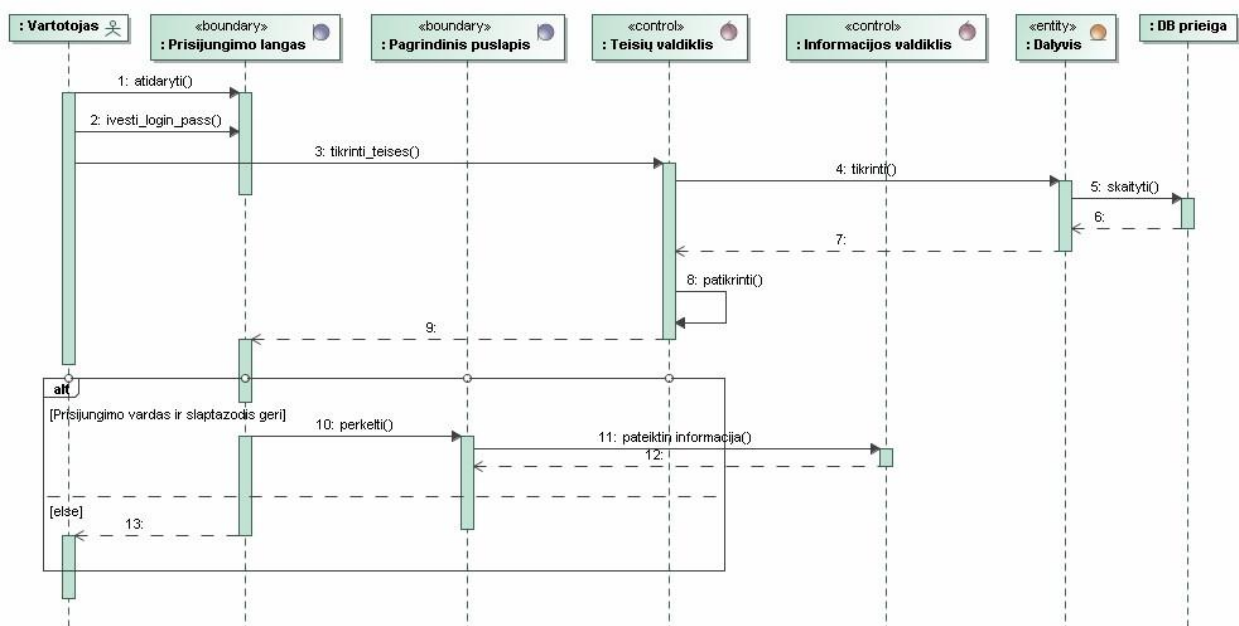 : Vartotojas
«boundary»
: Prisijungimo langas
«boundary»
: Pagrindinis puslapis
«control»
: Teisių valdiklis
«control»
: Informacijos valdiklis
«entity»
: Dalyvis
: DB prieiga
1: atidaryti()
2: ivesti_login_pass()
3: tikrinti_teises()
4: tikrinti()
5: skaityti()
6:
7:
8: patikrinti()
9:
alt
[Prisijungimo vardas ir slaptazodis geri]
10: perkelti()
11: pateiktin informacija()
12:
[else]
13: